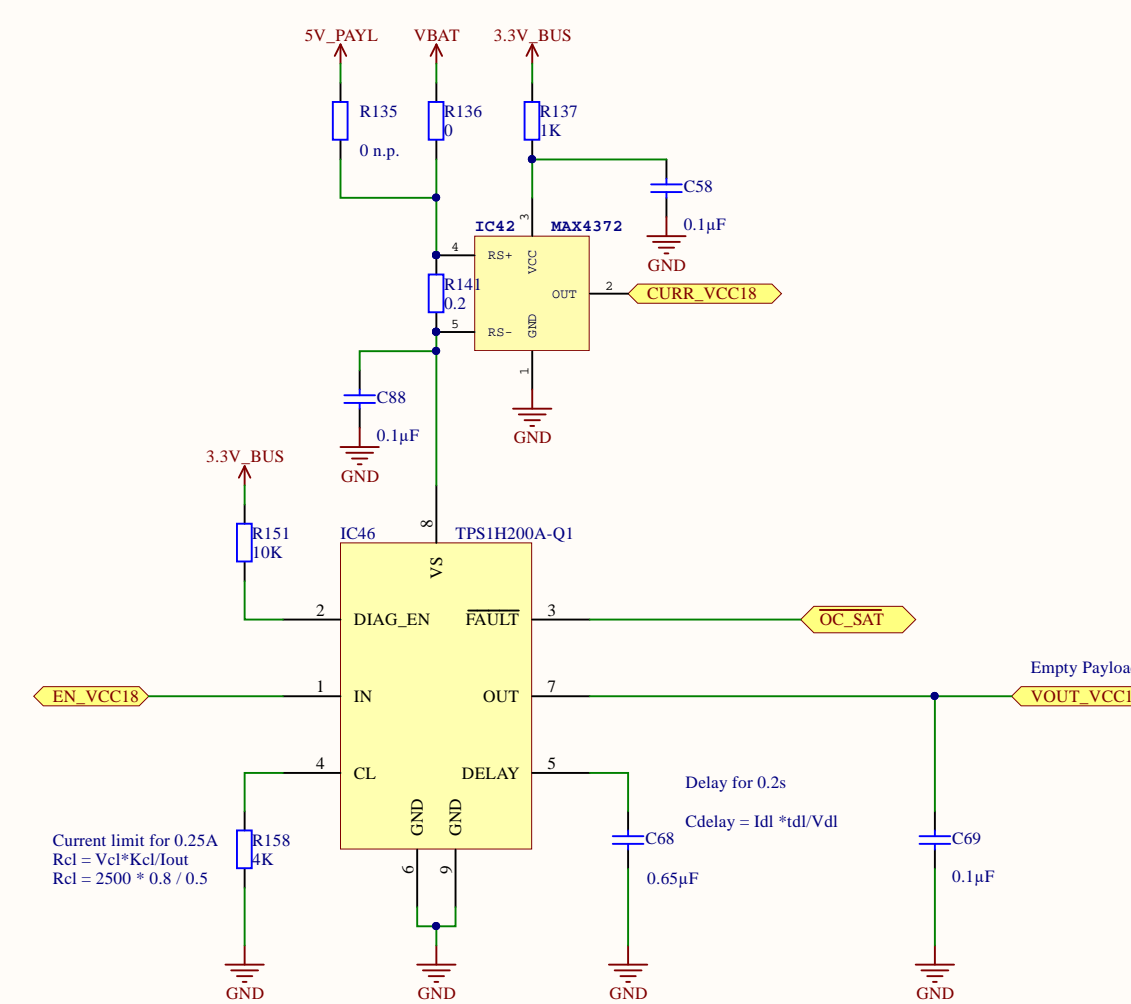 5V_PAYL
VBAT
3.3V_BUS
R135
0 n.p.
R136
0
R137
1K
C58
0.1µF
GND
IC42
MAX4372
3
4
RS+
VCC
R141
0.2
OUT
2
CURR_VCC18
5
RS-
GND
1
GND
C88
0.1µF
GND
3.3V_BUS
R151
10K
IC46
TPS1H200A-Q1
8
VS
2
DIAG_EN
FAULT
3
OC_SAT
EN_VCC18
1
IN
OUT
7
Empty Payloa
VOUT_VCC1
4
CL
DELAY
5
Delay for 0.2s
Cdelay = Idl *tdl/Vdl
GND
GND
Current limit for 0.25A
Rcl = Vcl*Kcl/Iout
Rcl = 2500 * 0.8 / 0.5
R158
4K
6
9
C68
0.65µF
C69
0.1µF
GND
GND
GND
GND